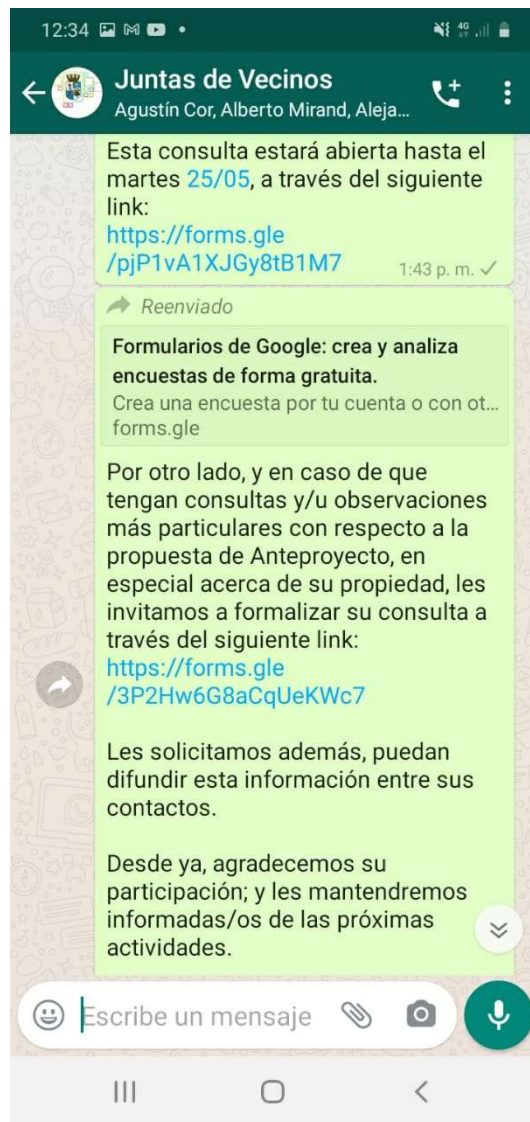 12:34
4G
Juntas de Vecinos
Agustín Cor, Alberto Mirand, Aleja...
Esta consulta estará abierta hasta el
martes 25/05, a través del siguiente
link:
https://forms.gle
/pjP1vA1XJGy8tB1M7
1:43 p. m.
Reenviado
Formularios de Google: crea y analiza
encuestas de forma gratuita.
Crea una encuesta por tu cuenta o con ot...
forms.gle
Por otro lado, y en caso de que
tengan consultas y/u observaciones
más particulares con respecto a la
propuesta de Anteproyecto, en
especial acerca de su propiedad, les
invitamos a formalizar su consulta a
través del siguiente link:
https://forms.gle
/3P2Hw6G8aCqUeKWc7
Les solicitamos además, puedan
difundir esta información entre sus
contactos.
Desde ya, agradecemos su
participación; y les mantendremos
informadas/os de las próximas
actividades.
Escribe un mensaje